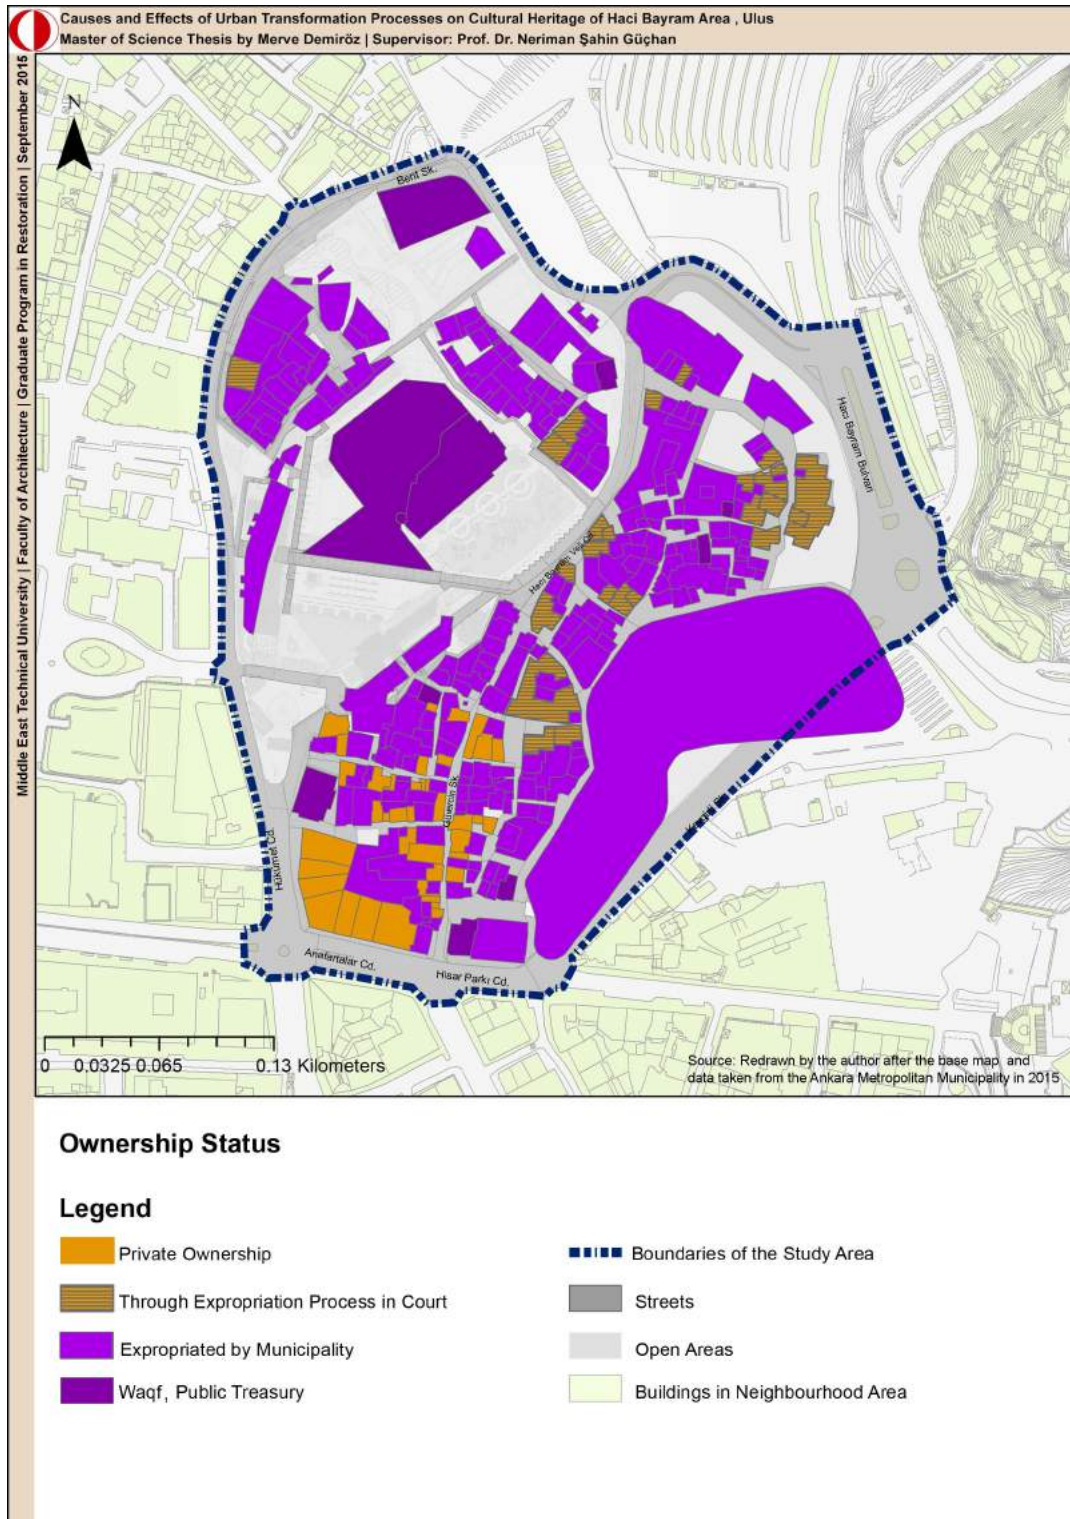 Causes and Effects of Urban Transformation Processes on Cultural Heritage of Haci Bayram Area , Ulus
Master of Science Thesis by Merve Demiröz | Supervisor: Prof. Dr. Neriman Şahin Güçhan
Middle East Technical University | Faculty of Architecture | Graduate Program in Restoration | September 2015
N
Bent Sk.
Haci Bayram Bulvarı
Haci Bayram Veli Cd.
Güvercin Sk.
Hükümet Cd.
Anafartalar Cd.
Hisar Parkı Cd.
0 0.0325 0.065 0.13 Kilometers
Source: Redrawn by the author after the base map and
data taken from the Ankara Metropolitan Municipality in 2015
Ownership Status
Legend
Private Ownership
Through Expropriation Process in Court
Expropriated by Municipality
Waqf, Public Treasury
Boundaries of the Study Area
Streets
Open Areas
Buildings in Neighbourhood Area